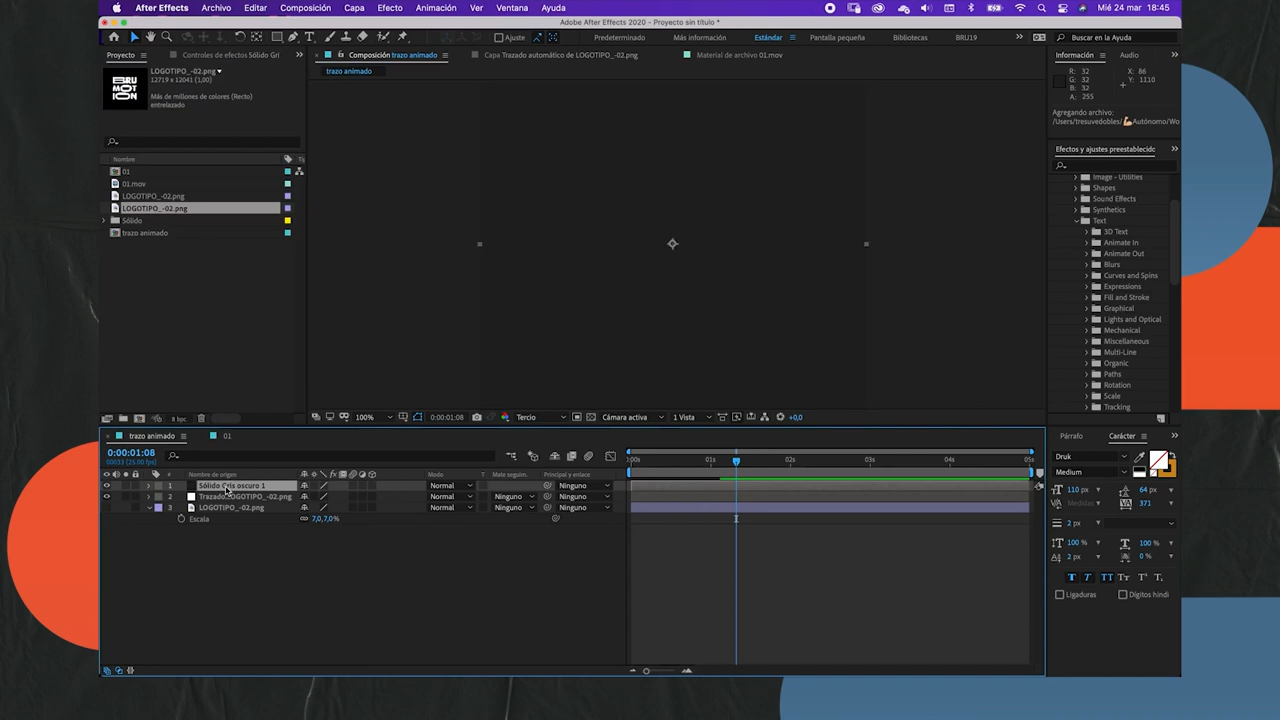 After Effects Archivo Editar Composición Capa Efecto Animación Ver Ventana Ayuda Mié 24 mar 18:45
Adobe After Effects 2020 - Proyecto sin título *
Ajuste Predeterminado Más información Estándar Pantalla pequeña Bibliotecas BRU19 Buscar en la Ayuda
Proyecto Controles de efectos Sólido Gri Composición trazo animado Capa Trazado automático de LOGOTIPO_-02.png Material de archivo 01.mov Información Audio
LOGOTIPO_-02.png trazo animado
12719 x 12041 (1,00)
Más de millones de colores (Recto)
entrelazado
BRU
MOT
ION
R: 32 X: 86
G: 32 Y: 1110
B: 32
A: 255
Agregando archivo:
/Users/tresuvedobles/💪🏼Autónomo/Wo
Efectos y ajustes preestablecidc
Nombre Tip
01
01.mov
LOGOTIPO_-02.png
LOGOTIPO_-02.png
Sólido
trazo animado
Image - Utilities
Shapes
Sound Effects
Synthetics
Text
3D Text
Animate In
Animate Out
Blurs
Curves and Spins
Expressions
Fill and Stroke
Graphical
Lights and Optical
Mechanical
Miscellaneous
Multi-Line
Organic
Paths
Rotation
Scale
Tracking
8 bpc 100% 0:00:01:08 Tercio Cámara activa 1 Vista +0,0
trazo animado 01
0:00:01:08
00033 (25.00 fps)
:00s 01s 02s 03s 04s 05s
# Nombre de origen Modo T Mate seguim. Principal y enlace
1 Sólido Gris oscuro 1 Normal Ninguno
2 Trazado LOGOTIPO_-02.png Normal Ninguno Ninguno
3 LOGOTIPO_-02.png Normal Ninguno Ninguno
Escala 7,0,7,0%
Párrafo Carácter
Druk
Medium
110 px 64 px
Medidas 371
2 px
100 % 100 %
2 px 0 %
T T TT Tт T¹ T₁
Ligaduras Dígitos hindi